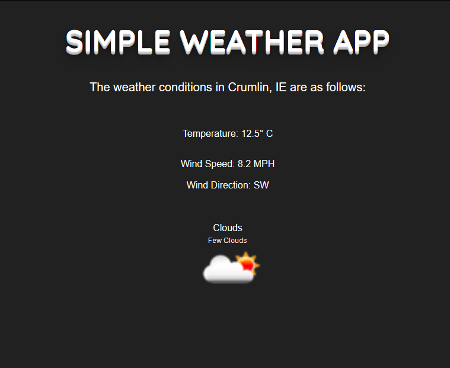 SIMPLE WEATHER APP
The weather conditions in Crumlin, IE are as follows:
Temperature: 12.5° C
Wind Speed: 8.2 MPH
Wind Direction: SW
Clouds
Few Clouds